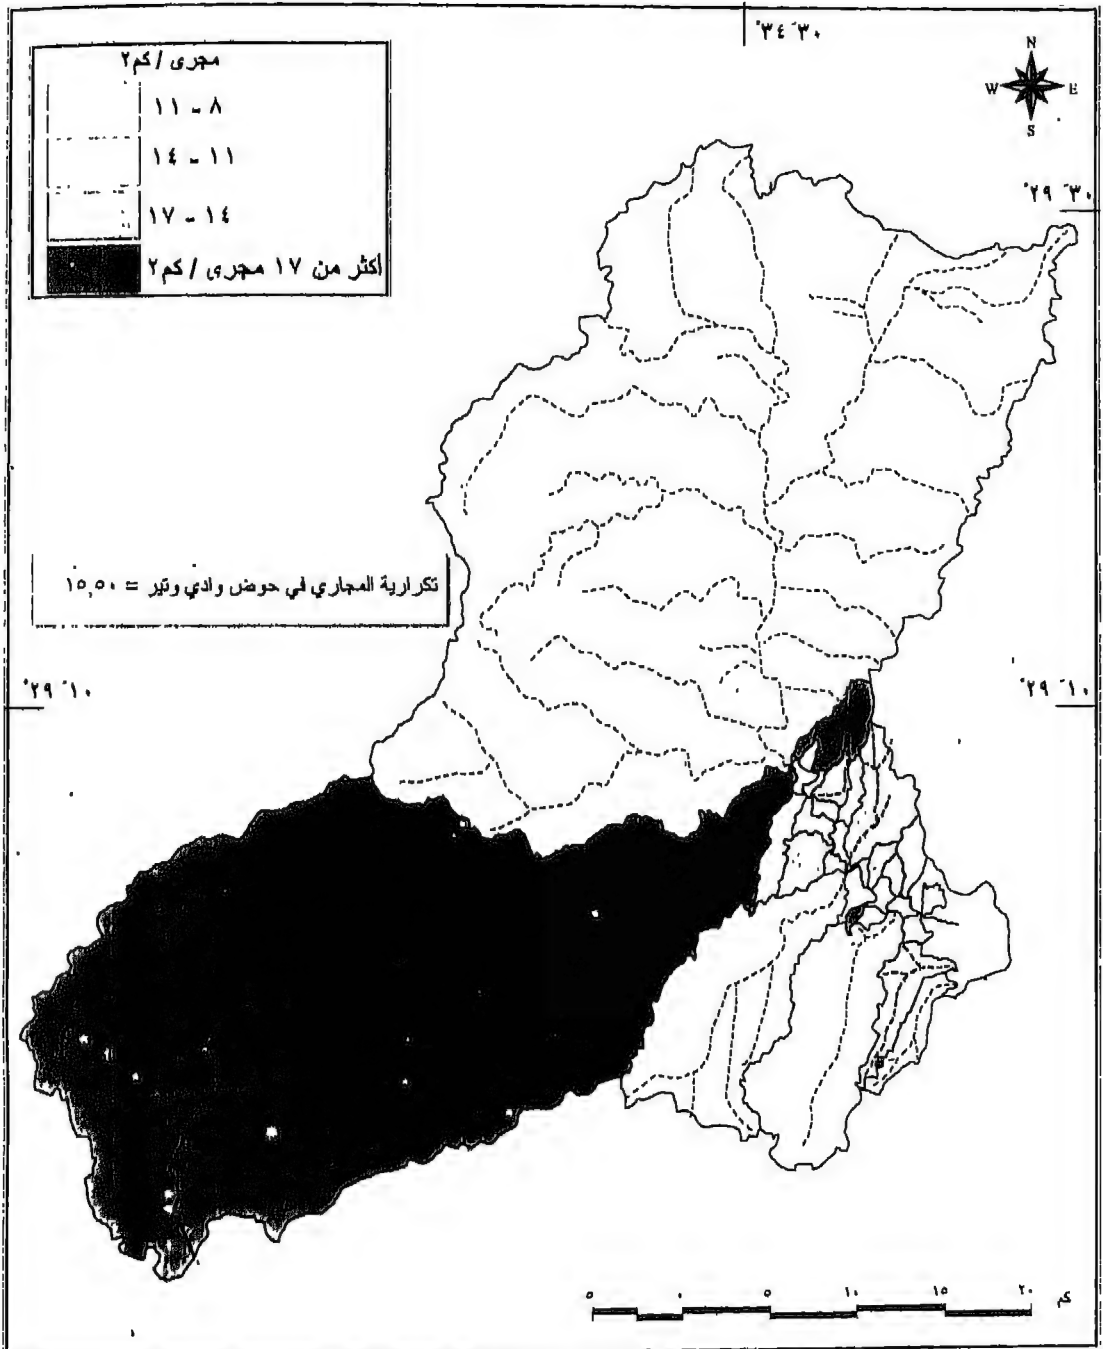 °٣٤ ´٣٠
N
W E
S
مجرى / كم٢
٨ - ١١
١١ - ١٤
١٤ - ١٧
أكثر من ١٧ مجرى / كم٢
°٢٩ ´٣٠
تكرارية المجاري في حوض وادي وتير = ١٥,٥٠
°٢٩ ´١٠
°٢٩ ´١٠
٥ ٠ ٥ ١٠ ١٥ ٢٠ كم